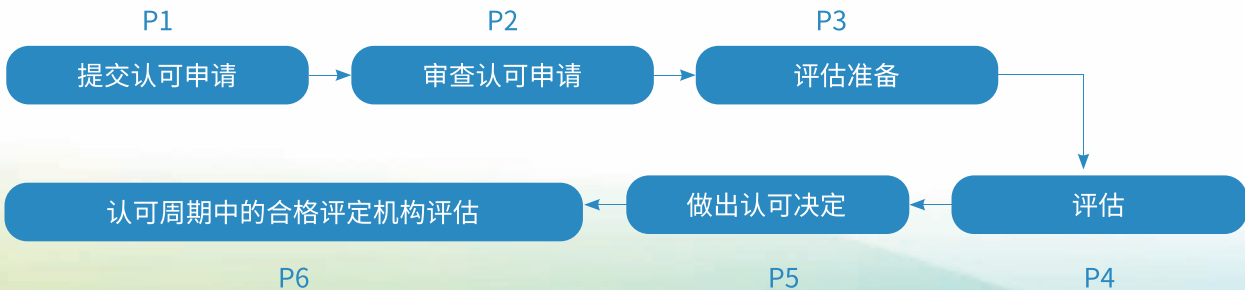 P1
P2
P3
提交认可申请
审查认可申请
评估准备
认可周期中的合格评定机构评估
做出认可决定
评估
P6
P5
P4